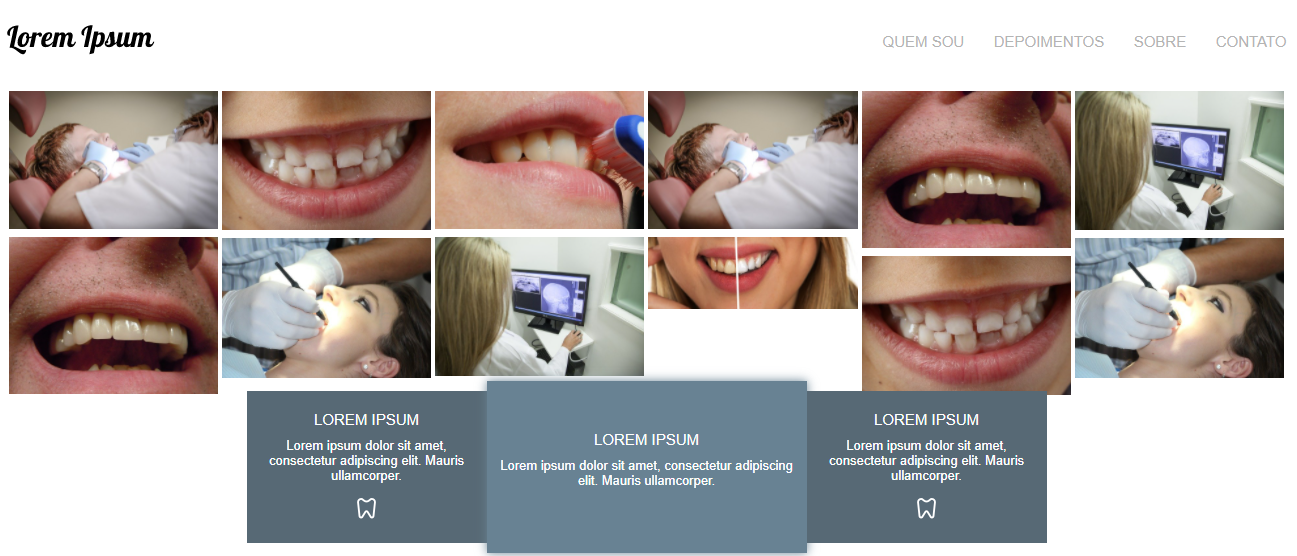 Lorem Ipsum
QUEM SOU DEPOIMENTOS SOBRE CONTATO
LOREM IPSUM
Lorem ipsum dolor sit amet,
consectetur adipiscing elit. Mauris
ullamcorper.
LOREM IPSUM
Lorem ipsum dolor sit amet, consectetur adipiscing
elit. Mauris ullamcorper.
LOREM IPSUM
Lorem ipsum dolor sit amet,
consectetur adipiscing elit. Mauris
ullamcorper.